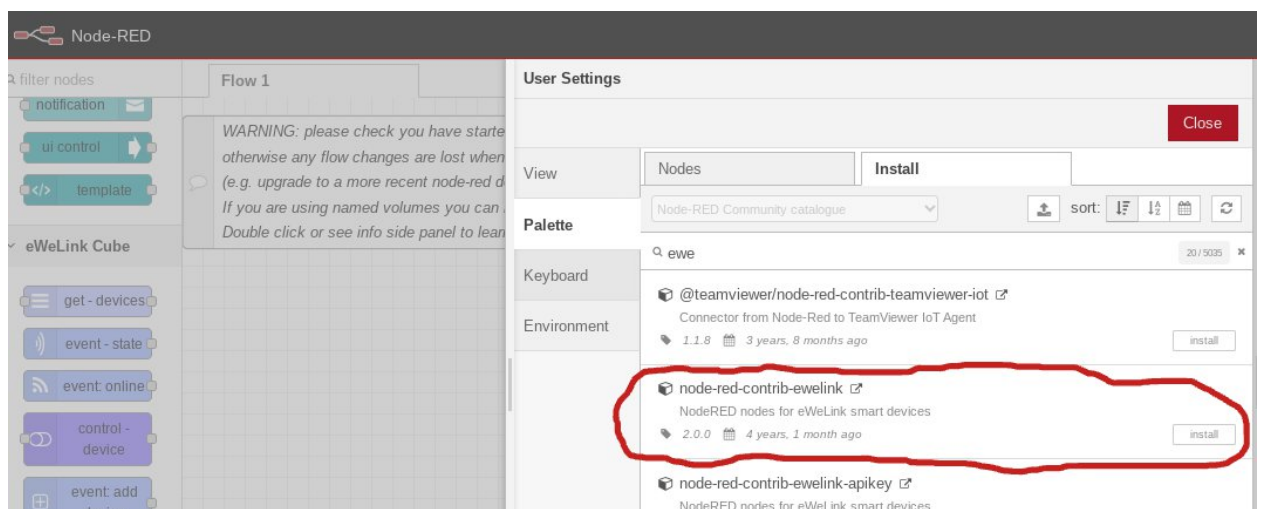 Node-RED
filter nodes
notification
ui control
template
eWeLink Cube
get - devices
event - state
event: online
control -
device
event: add
Flow 1
WARNING: please check you have starte
otherwise any flow changes are lost when
(e.g. upgrade to a more recent node-red d
If you are using named volumes you can
Double click or see info side panel to lear
User Settings
Close
View
Palette
Keyboard
Environment
Nodes
Install
Node-RED Community catalogue
sort:
ewe
20 / 5035
@teamviewer/node-red-contrib-teamviewer-iot
Connector from Node-Red to TeamViewer IoT Agent
1.1.8 3 years, 8 months ago
install
node-red-contrib-ewelink
NodeRED nodes for eWeLink smart devices
2.0.0 4 years, 1 month ago
install
node-red-contrib-ewelink-apikey
NodeRED nodes for eWeLink smart devices